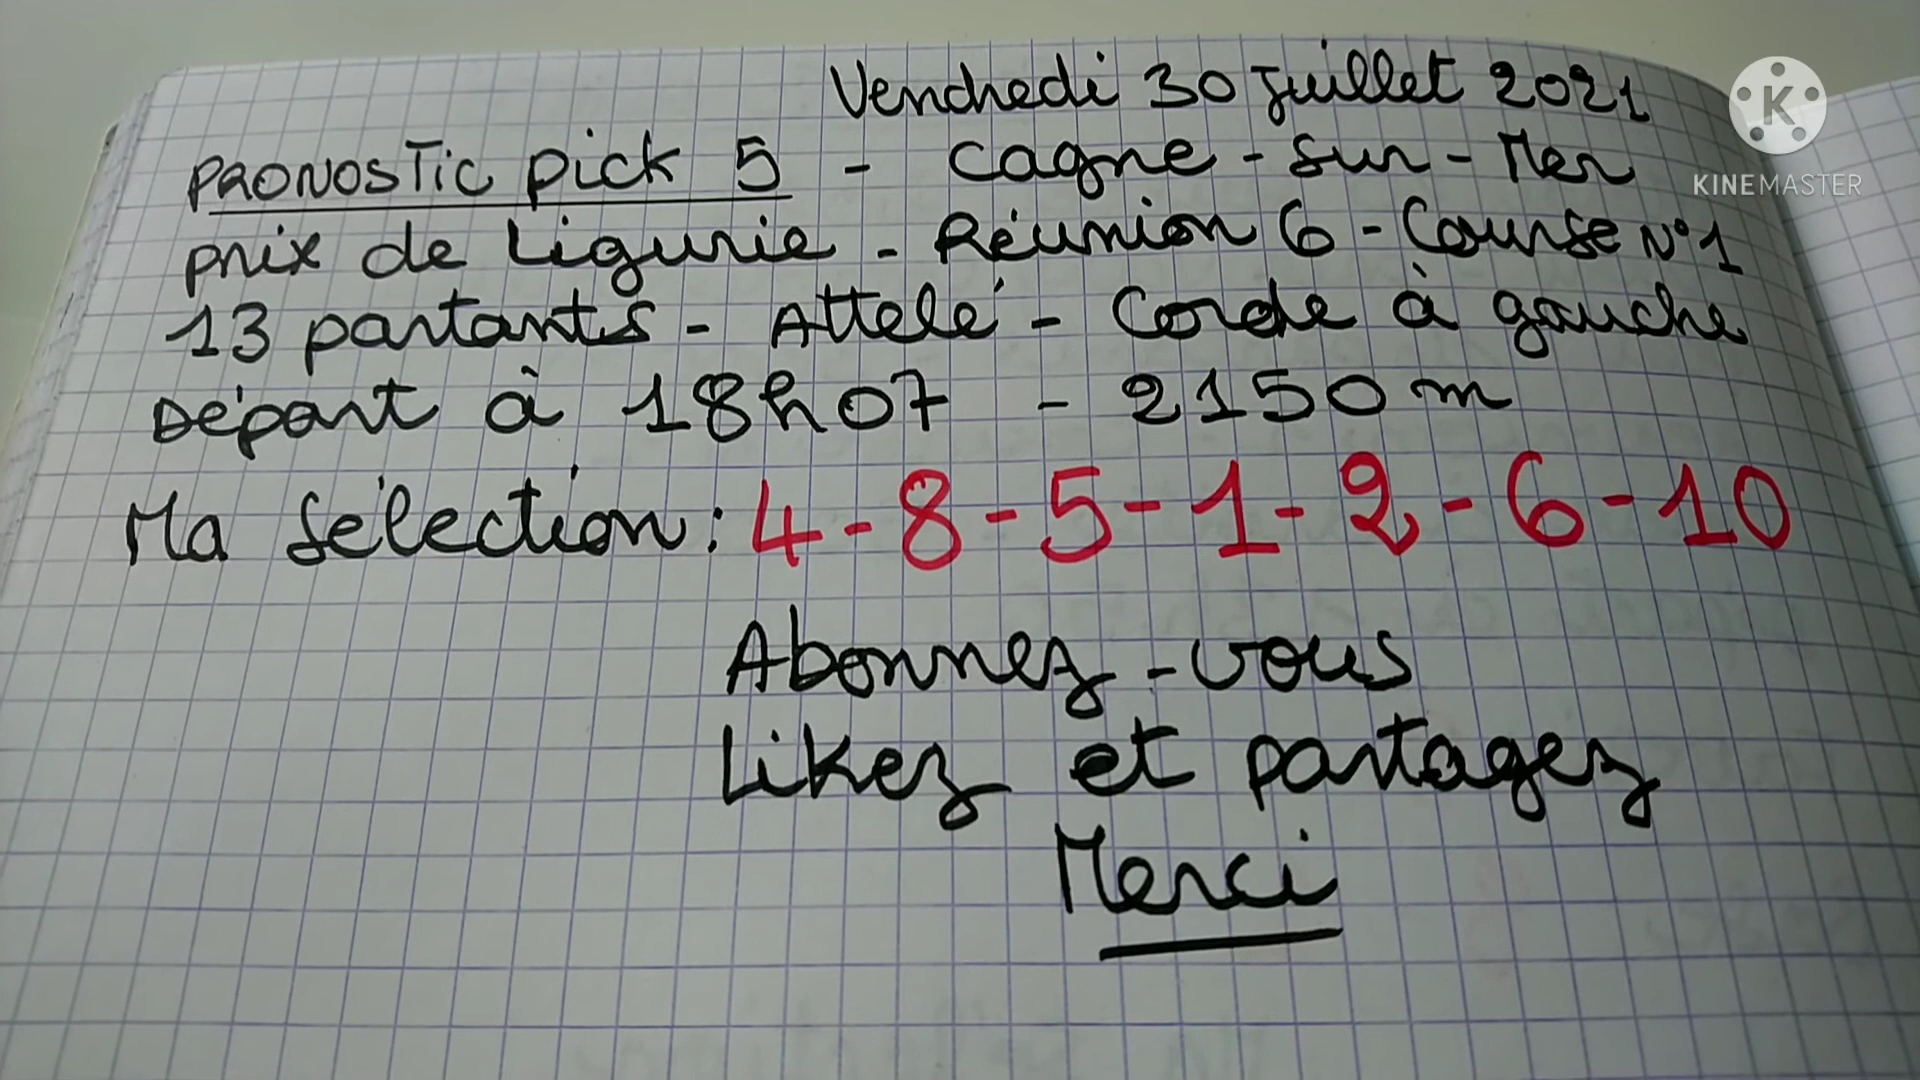 Vendredi 30 Juillet 2021
PRONOSTIC PICK 5 - Cagne-sur-Mer
prix de Ligurie - Réunion 6 - Course N°1
13 partants - Attelé - Corde à gauche
Départ à 18h07 - 2150 m
Ma Sélection : 4 - 8 - 5 - 1 - 2 - 6 - 10
Abonnez-vous
Likez et partagez
Merci
K
KINEMASTER